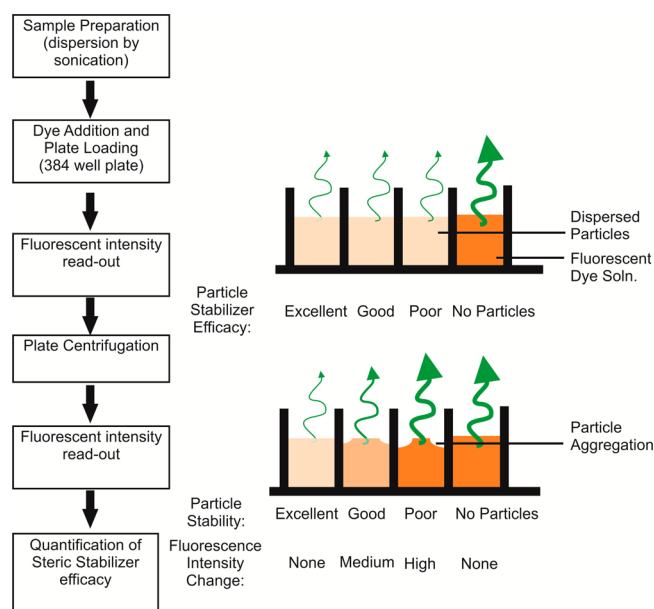 Sample Preparation
(dispersion by
sonication)
Dye Addition and
Plate Loading
(384 well plate)
Fluorescent intensity
read-out
Plate Centrifugation
Fluorescent intensity
read-out
Quantification of
Steric Stabilizer
efficacy
Dispersed
Particles
Fluorescent
Dye Soln.
Particle
Stabilizer
Efficacy:
Excellent Good Poor No Particles
Particle
Aggregation
Particle
Stability:
Excellent Good Poor No Particles
Fluorescence
Intensity
Change:
None Medium High None